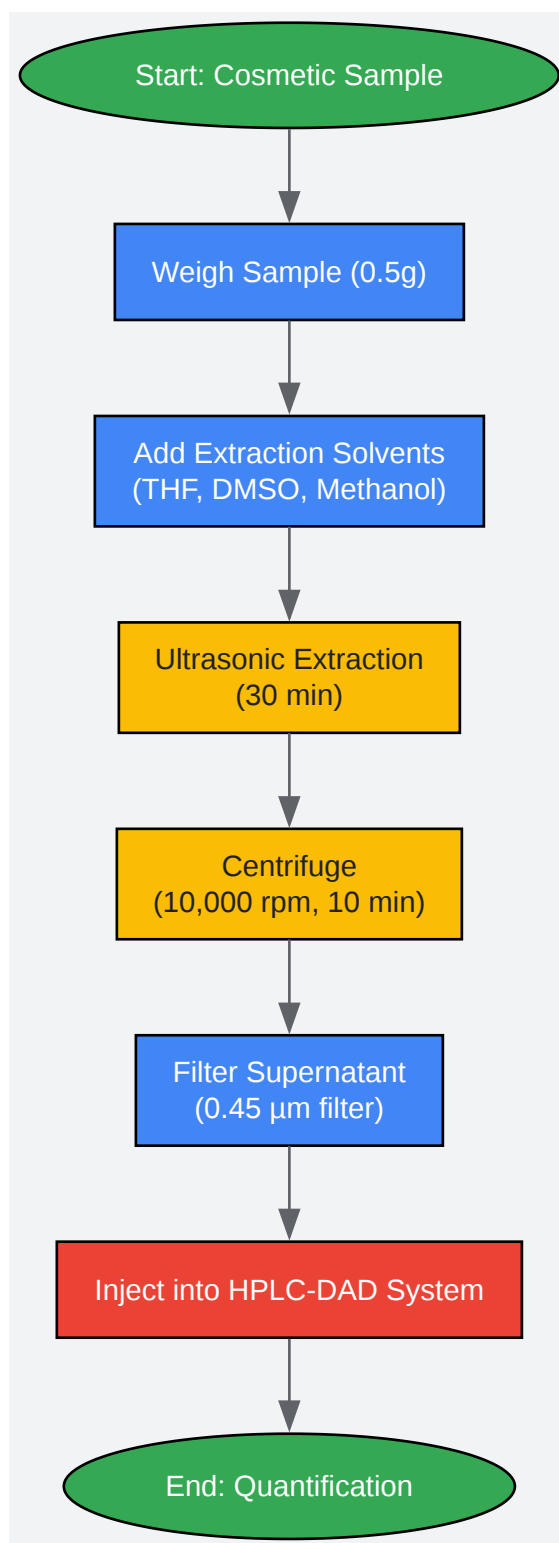 Start: Cosmetic Sample
Weigh Sample (0.5g)
Add Extraction Solvents
(THF, DMSO, Methanol)
Ultrasonic Extraction
(30 min)
Centrifuge
(10,000 rpm, 10 min)
Filter Supernatant
(0.45 µm filter)
Inject into HPLC-DAD System
End: Quantification